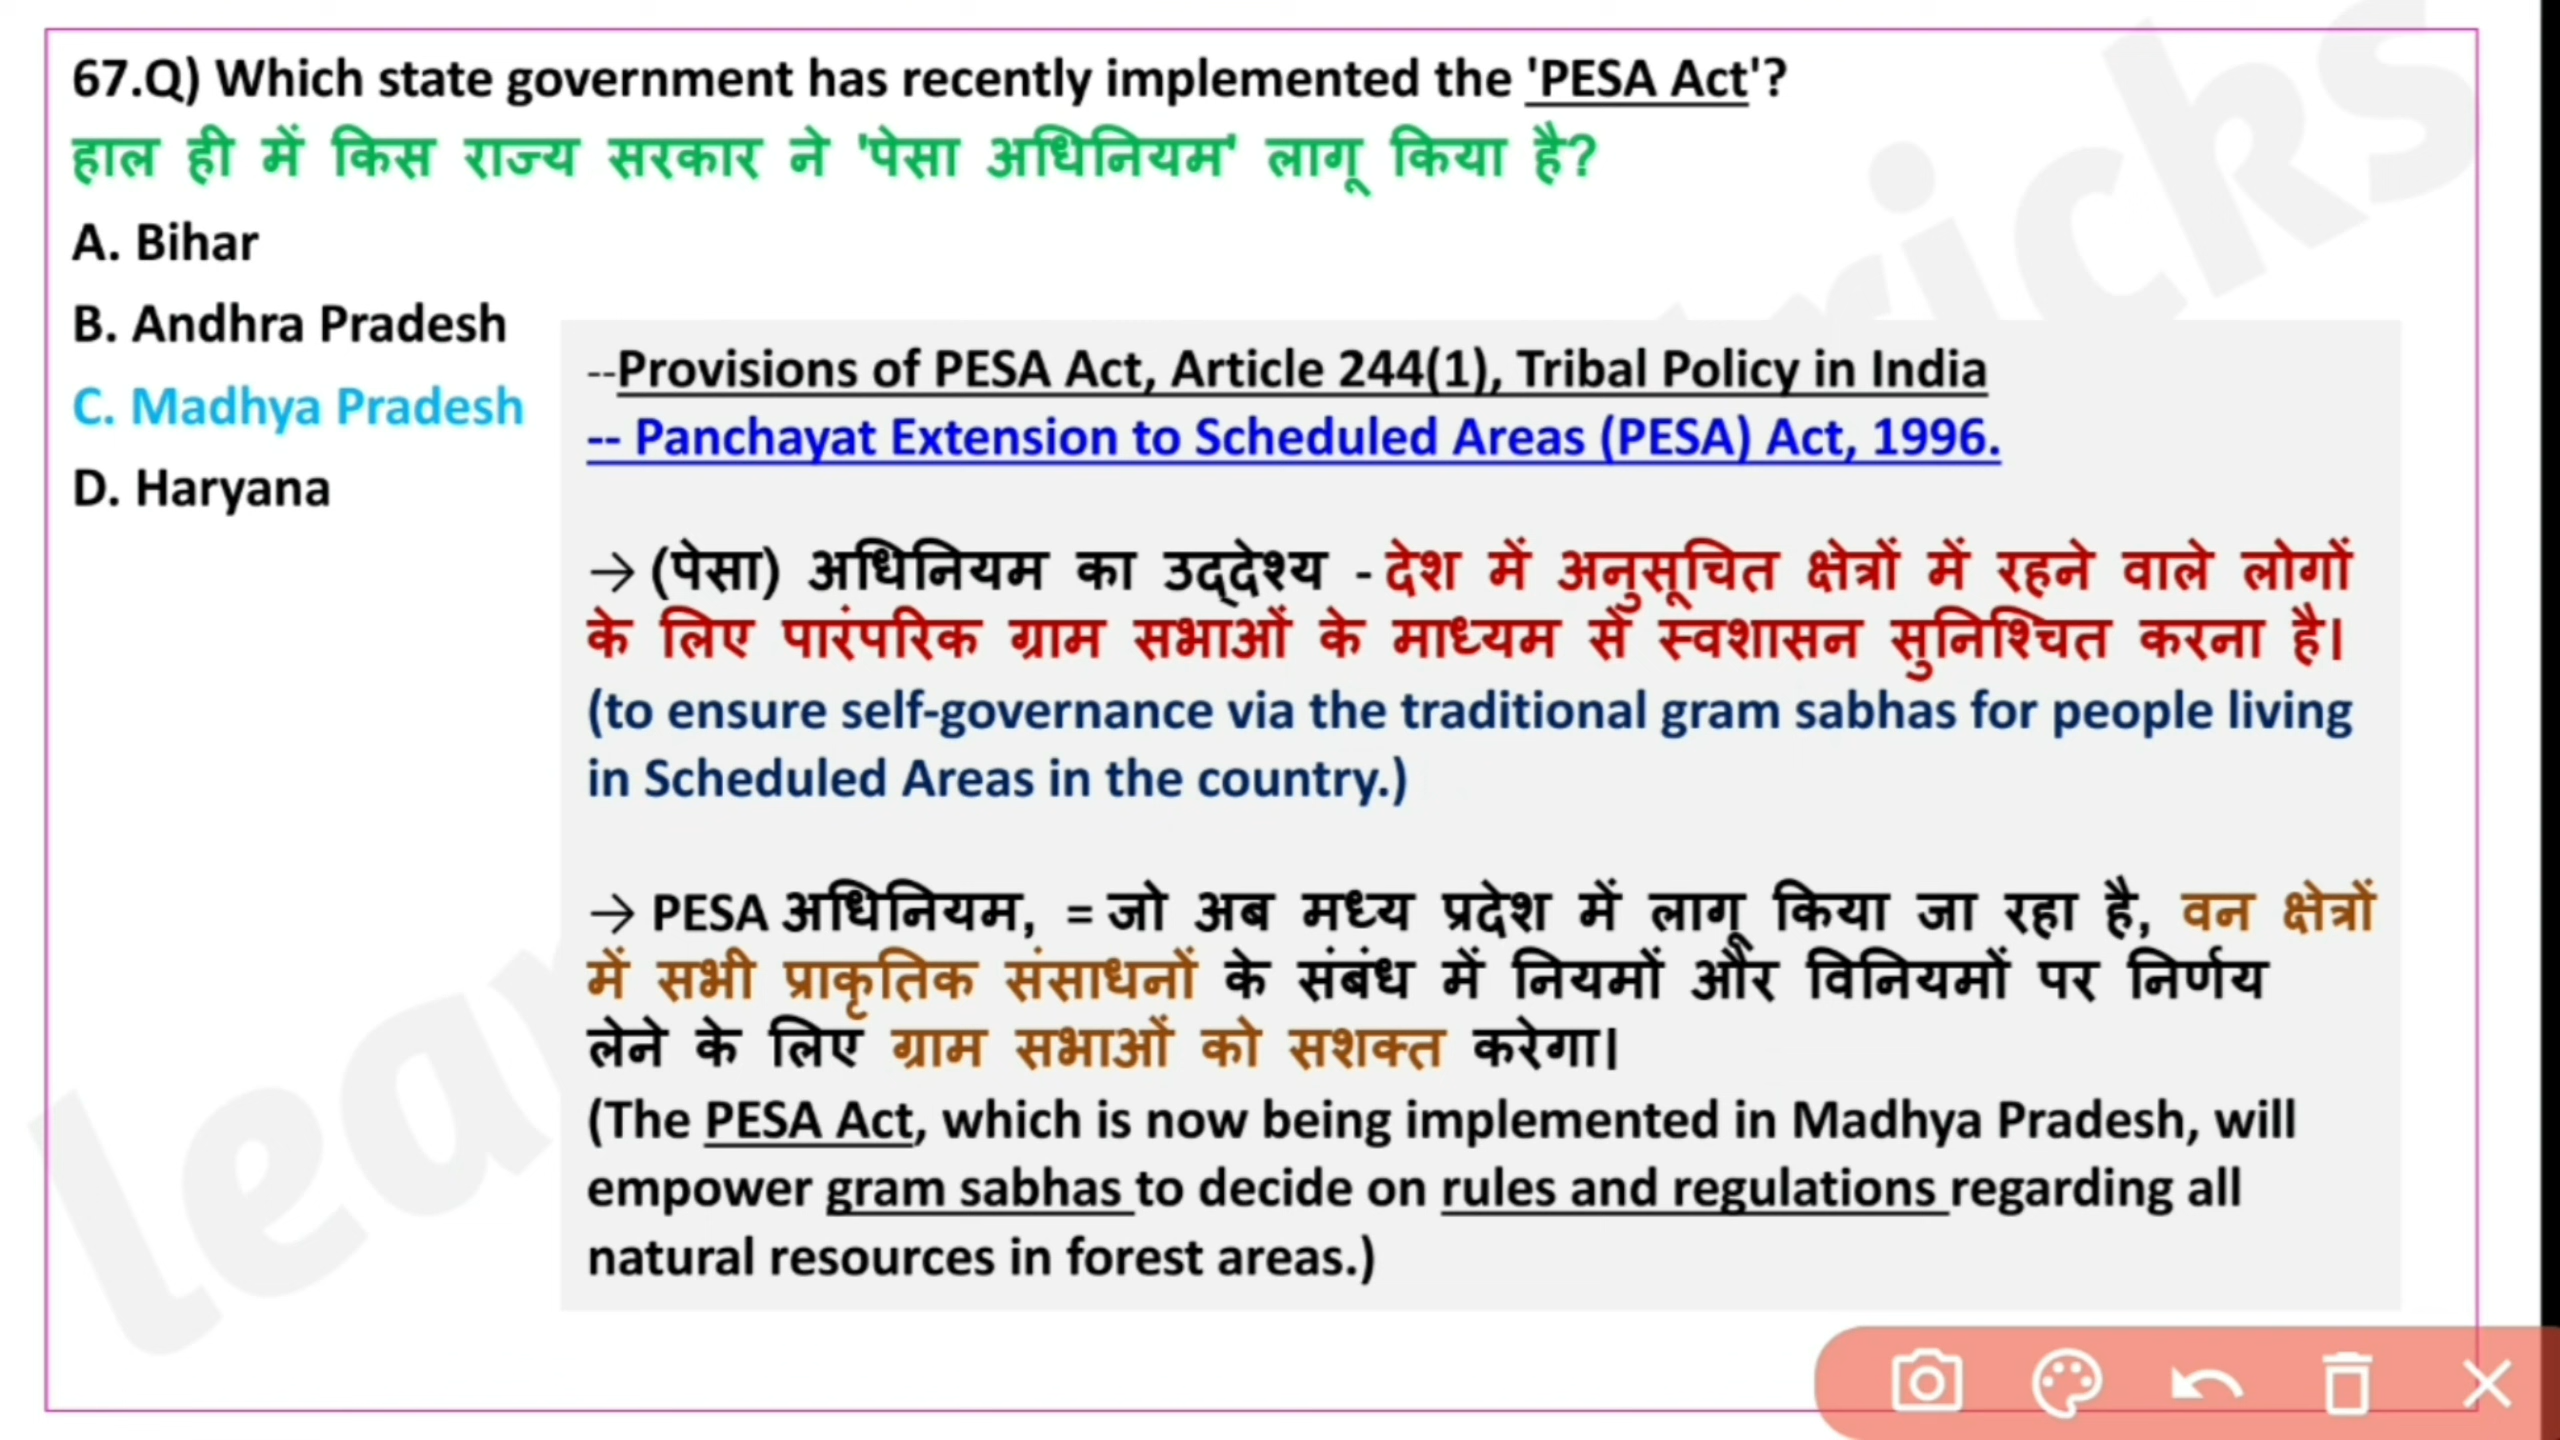 67.Q) Which state government has recently implemented the 'PESA Act'?
हाल ही में किस राज्य सरकार ने 'पेसा अधिनियम' लागू किया है?
A. Bihar
B. Andhra Pradesh
C. Madhya Pradesh
D. Haryana
--Provisions of PESA Act, Article 244(1), Tribal Policy in India
-- Panchayat Extension to Scheduled Areas (PESA) Act, 1996.
→ (पेसा) अधिनियम का उद्देश्य - देश में अनुसूचित क्षेत्रों में रहने वाले लोगों
के लिए पारंपरिक ग्राम सभाओं के माध्यम से स्वशासन सुनिश्चित करना है।
(to ensure self-governance via the traditional gram sabhas for people living
in Scheduled Areas in the country.)
→ PESA अधिनियम, = जो अब मध्य प्रदेश में लागू किया जा रहा है, वन क्षेत्रों
में सभी प्राकृतिक संसाधनों के संबंध में नियमों और विनियमों पर निर्णय
लेने के लिए ग्राम सभाओं को सशक्त करेगा।
(The PESA Act, which is now being implemented in Madhya Pradesh, will
empower gram sabhas to decide on rules and regulations regarding all
natural resources in forest areas.)